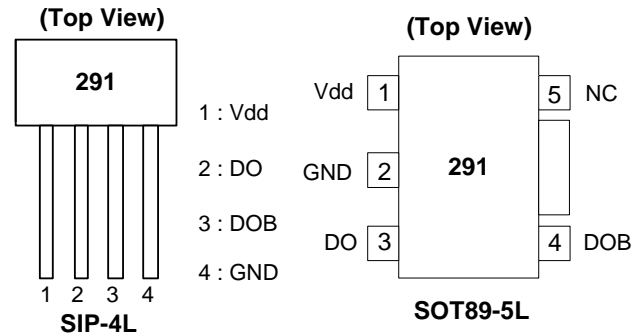 (Top View)
291
1 : Vdd
2 : DO
3 : DOB
4 : GND
1 2 3 4
SIP-4L
(Top View)
Vdd 1
5 NC
GND 2
291
DO 3
4 DOB
SOT89-5L